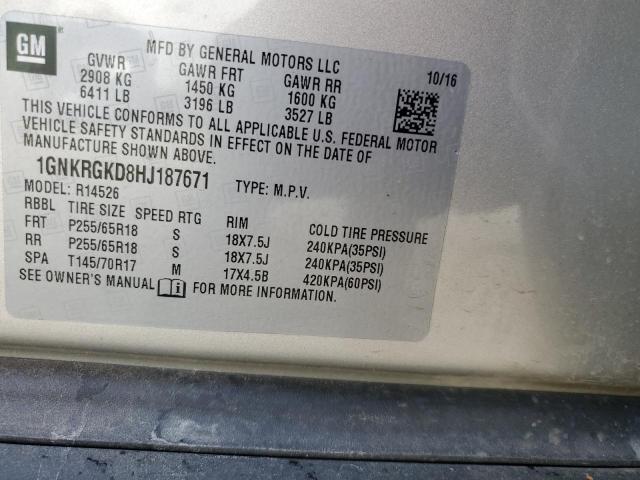 GM
MFD BY GENERAL MOTORS LLC
GVWR GAWR FRT GAWR RR 10/16
2908 KG 1450 KG 1600 KG
6411 LB 3196 LB 3527 LB
THIS VEHICLE CONFORMS TO ALL APPLICABLE U.S. FEDERAL MOTOR
VEHICLE SAFETY STANDARDS IN EFFECT ON THE DATE OF
MANUFACTURE SHOWN ABOVE.
1GNKRGKD8HJ187671 TYPE: M.P.V.
MODEL: R14526
RBBL TIRE SIZE SPEED RTG RIM COLD TIRE PRESSURE
FRT P255/65R18 S 18X7.5J 240KPA(35PSI)
RR P255/65R18 S 18X7.5J 240KPA(35PSI)
SPA T145/70R17 M 17X4.5B 420KPA(60PSI)
SEE OWNER'S MANUAL i FOR MORE INFORMATION.